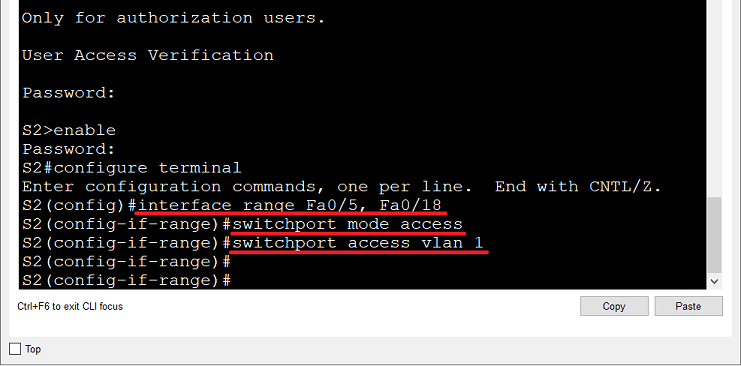 Only for authorization users.
User Access Verification
Password:
S2>enable
Password:
S2#configure terminal
Enter configuration commands, one per line.  End with CNTL/Z.
S2(config)#interface range Fa0/5, Fa0/18
S2(config-if-range)#switchport mode access
S2(config-if-range)#switchport access vlan 1
S2(config-if-range)#
S2(config-if-range)#
Ctrl+F6 to exit CLI focus
Copy
Paste
Top